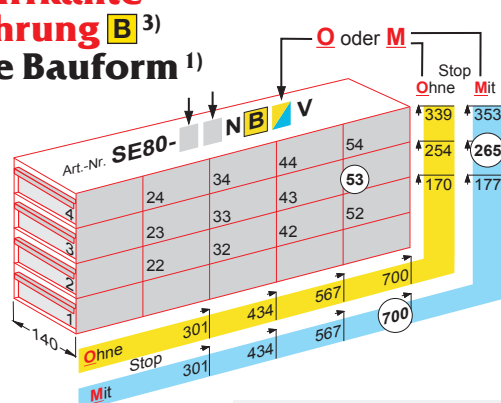 führung B 3)
e Bauform 1)
O oder M
Stop
Ohne Mit
339 353
254 265
170 177
Art.-Nr. SE80- N B V
54
44
34
24
53
43
33
23
52
42
32
22
4
3
2
1
140
Ohne 301 434 567 700
Stop
Mit 301 434 567 700